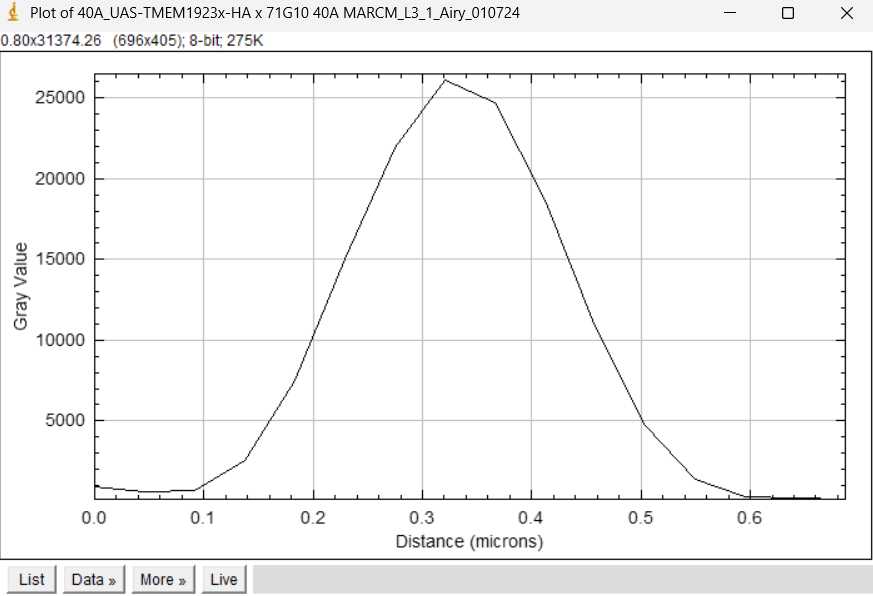 Plot of 40A_UAS-TMEM1923x-HA x 71G10 40A MARCM_L3_1_Airy_010724
0.80x31374.26 (696x405); 8-bit; 275K
25000
20000
15000
10000
5000
Gray Value
0.0 0.1 0.2 0.3 0.4 0.5 0.6
Distance (microns)
List Data » More » Live